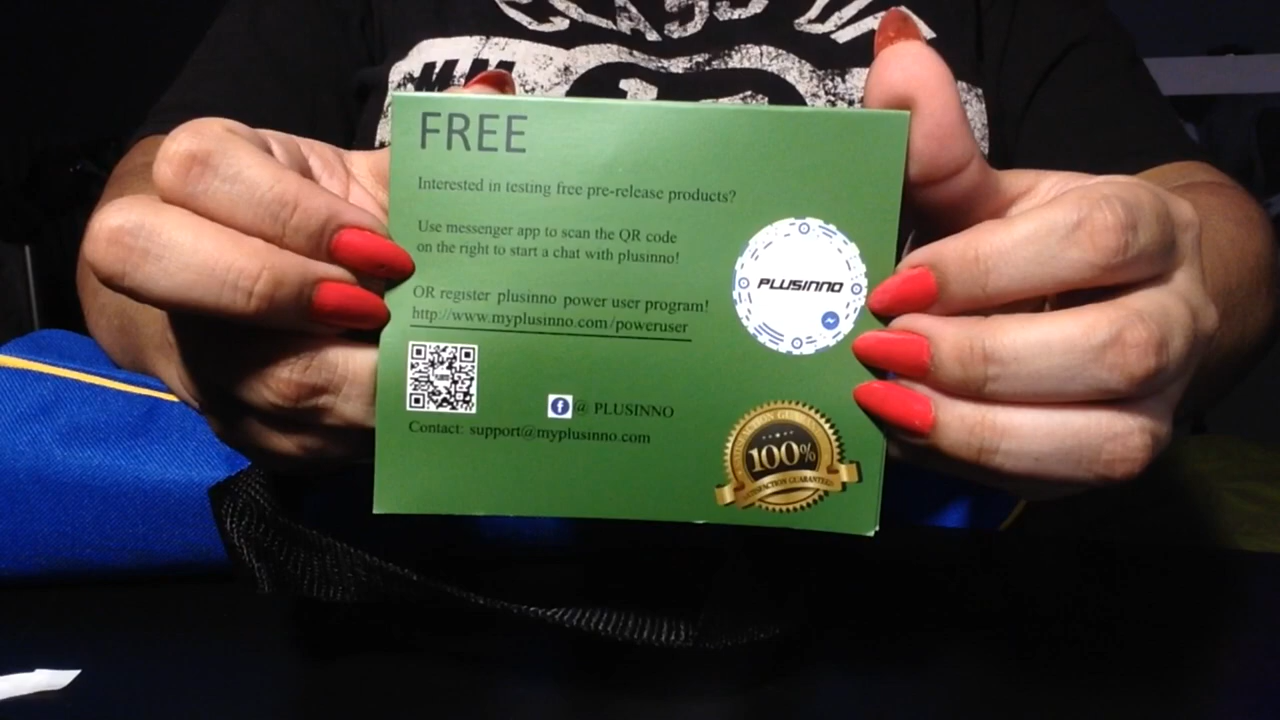 FREE
Interested in testing free pre-release products?
Use messenger app to scan the QR code
on the right to start a chat with plusinno!
PLUSINNO
OR register plusinno power user program!
http://www.myplusinno.com/poweruser
@ PLUSINNO
Contact: support@myplusinno.com
100%
SATISFACTION GUARANTEED